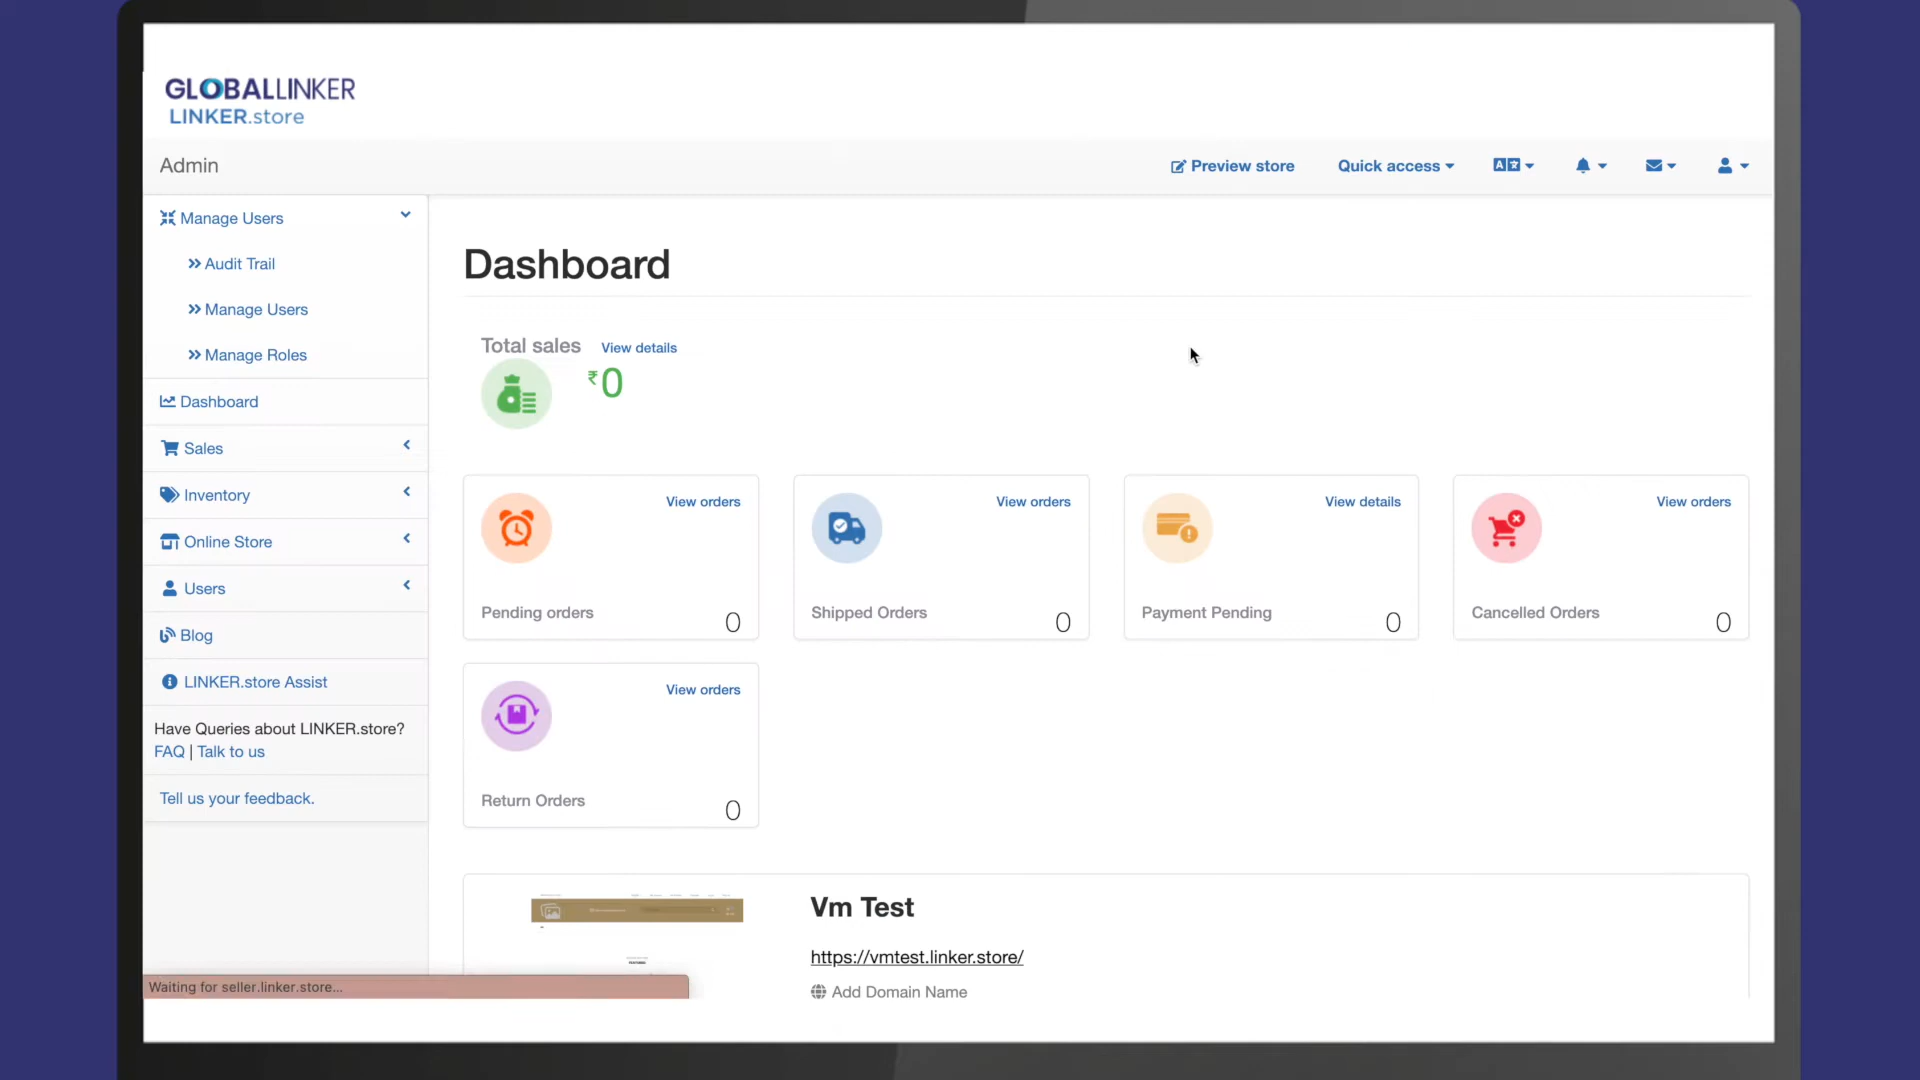 GLOBALLINKER
LINKER.store
Admin
Preview store
Quick access
Manage Users
Audit Trail
Manage Users
Manage Roles
Dashboard
Sales
Inventory
Online Store
Users
Blog
LINKER.store Assist
Have Queries about LINKER.store?
FAQ | Talk to us
Tell us your feedback.
Waiting for seller.linker.store...
Dashboard
Total sales View details
₹0
View orders
Pending orders 0
View orders
Shipped Orders 0
View details
Payment Pending 0
View orders
Cancelled Orders 0
View orders
Return Orders 0
Vm Test
https://vmtest.linker.store/
Add Domain Name